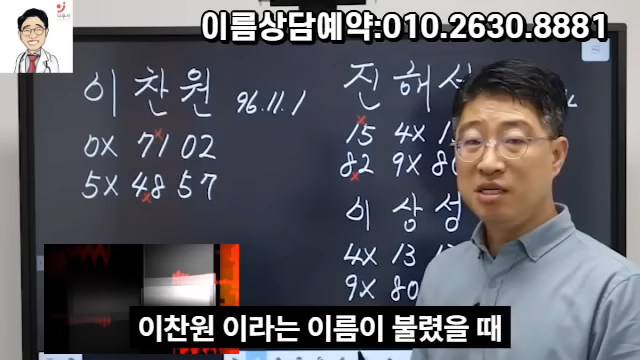 이름상담예약:010.2630.8881
이찬원 96.11.1
0X 71 02
5X 48 57
진해성
15 4X
82 9X
이상성
4X 13
9X 80
이찬원 이라는 이름이 불렸을 때